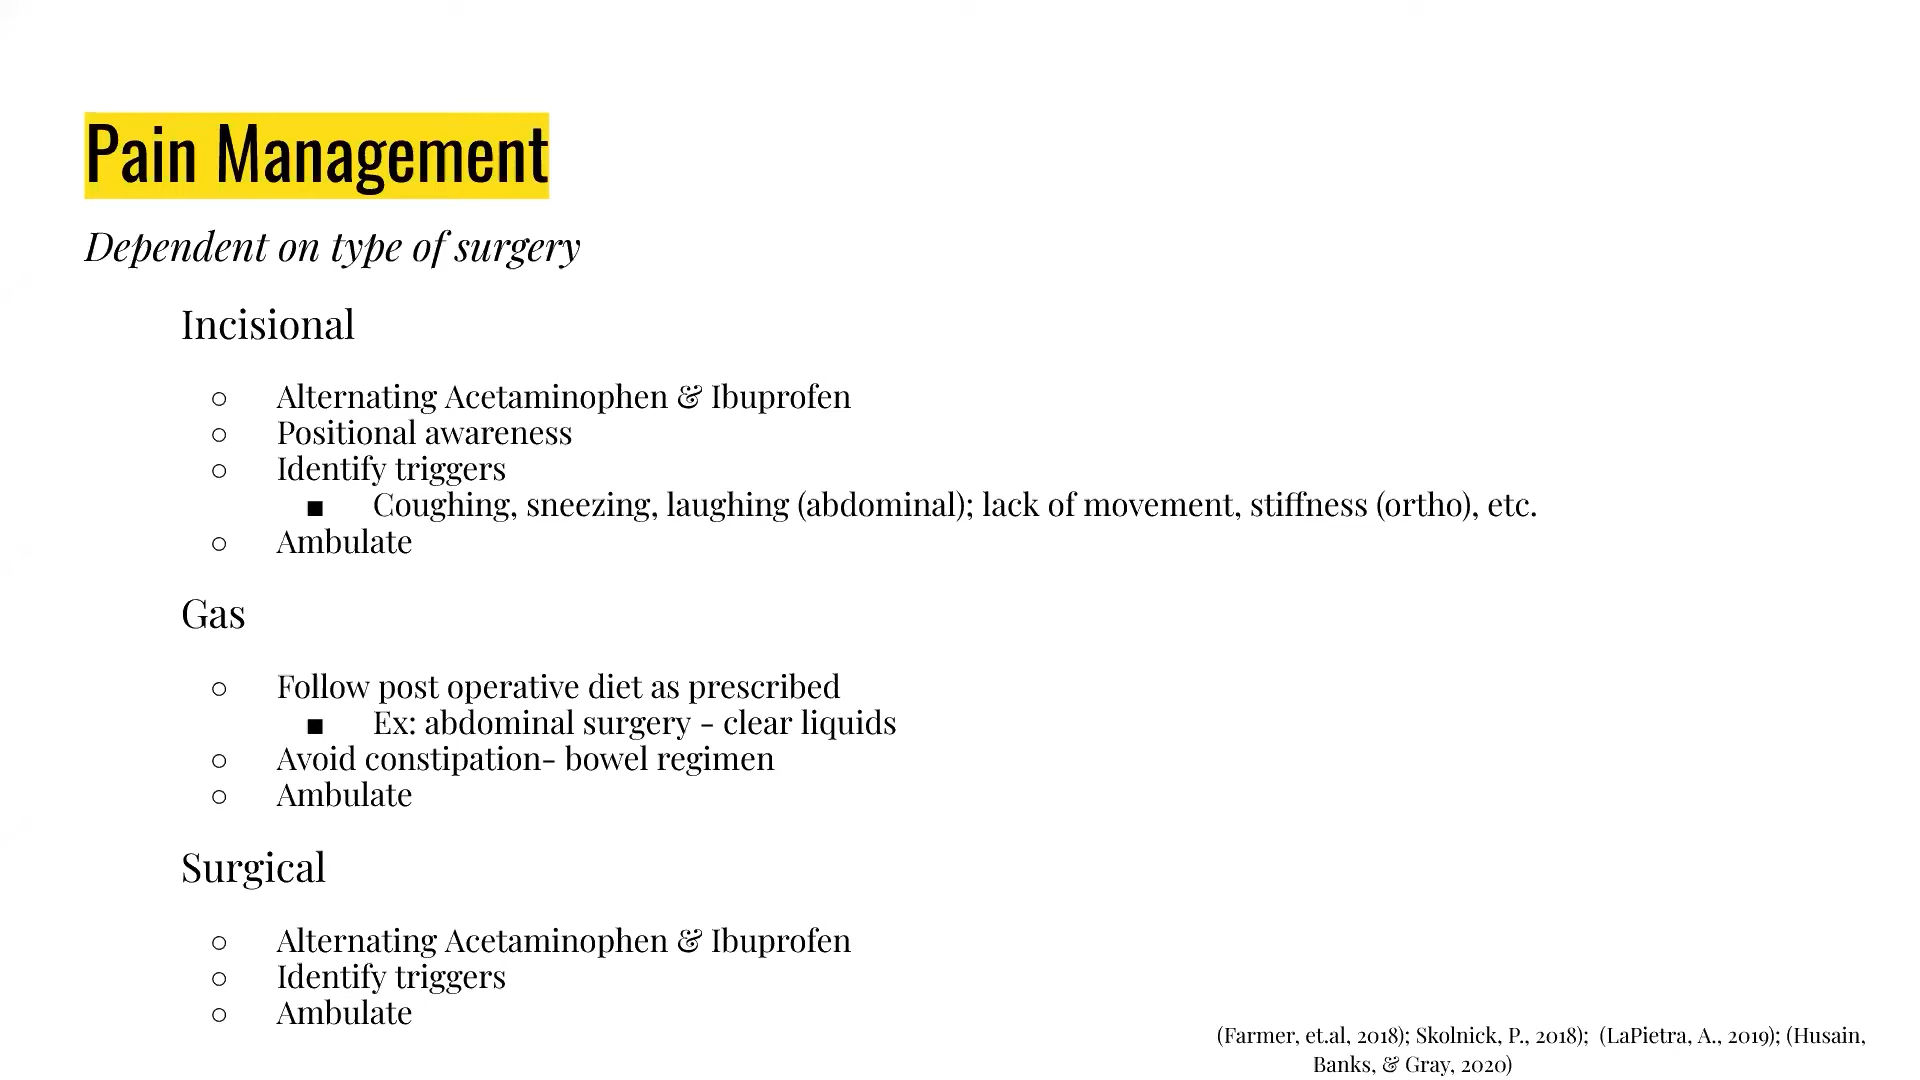 Pain Management
Dependent on type of surgery
Incisional
○ Alternating Acetaminophen & Ibuprofen
○ Positional awareness
○ Identify triggers
■ Coughing, sneezing, laughing (abdominal); lack of movement, stiffness (ortho), etc.
○ Ambulate
Gas
○ Follow post operative diet as prescribed
■ Ex: abdominal surgery - clear liquids
○ Avoid constipation- bowel regimen
○ Ambulate
Surgical
○ Alternating Acetaminophen & Ibuprofen
○ Identify triggers
○ Ambulate
(Farmer, et.al, 2018); Skolnick, P., 2018); (LaPietra, A., 2019); (Husain,
Banks, & Gray, 2020)